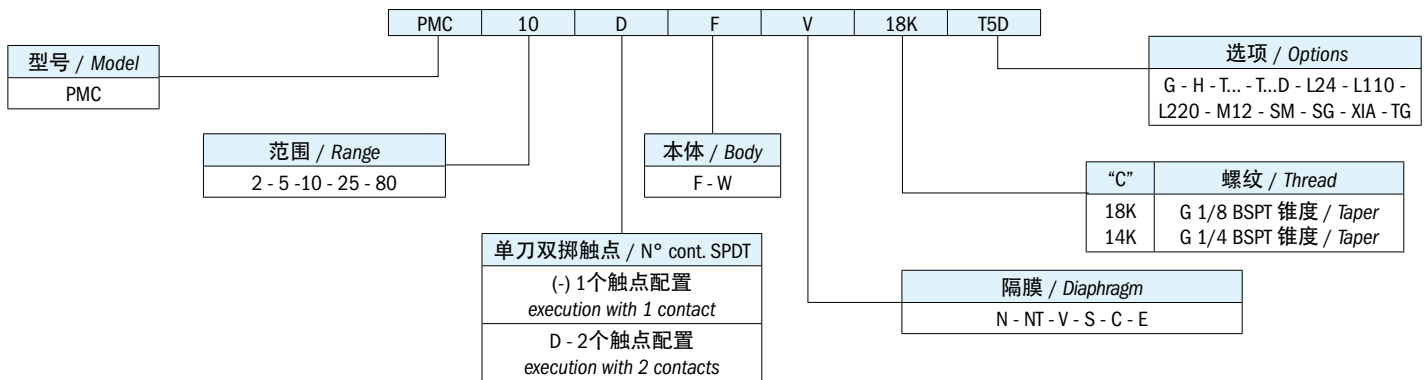 PMC 10 D F V 18K T5D
型号 / Model
PMC
选项 / Options
G - H - T... - T...D - L24 - L110 -
L220 - M12 - SM - SG - XIA - TG
范围 / Range
2 - 5 -10 - 25 - 80
本体 / Body
F - W
“C” 螺纹 / Thread
18K G 1/8 BSPT 锥度 / Taper
14K G 1/4 BSPT 锥度 / Taper
单刀双掷触点 / N° cont. SPDT
(-) 1个触点配置
execution with 1 contact
D - 2个触点配置
execution with 2 contacts
隔膜 / Diaphragm
N - NT - V - S - C - E